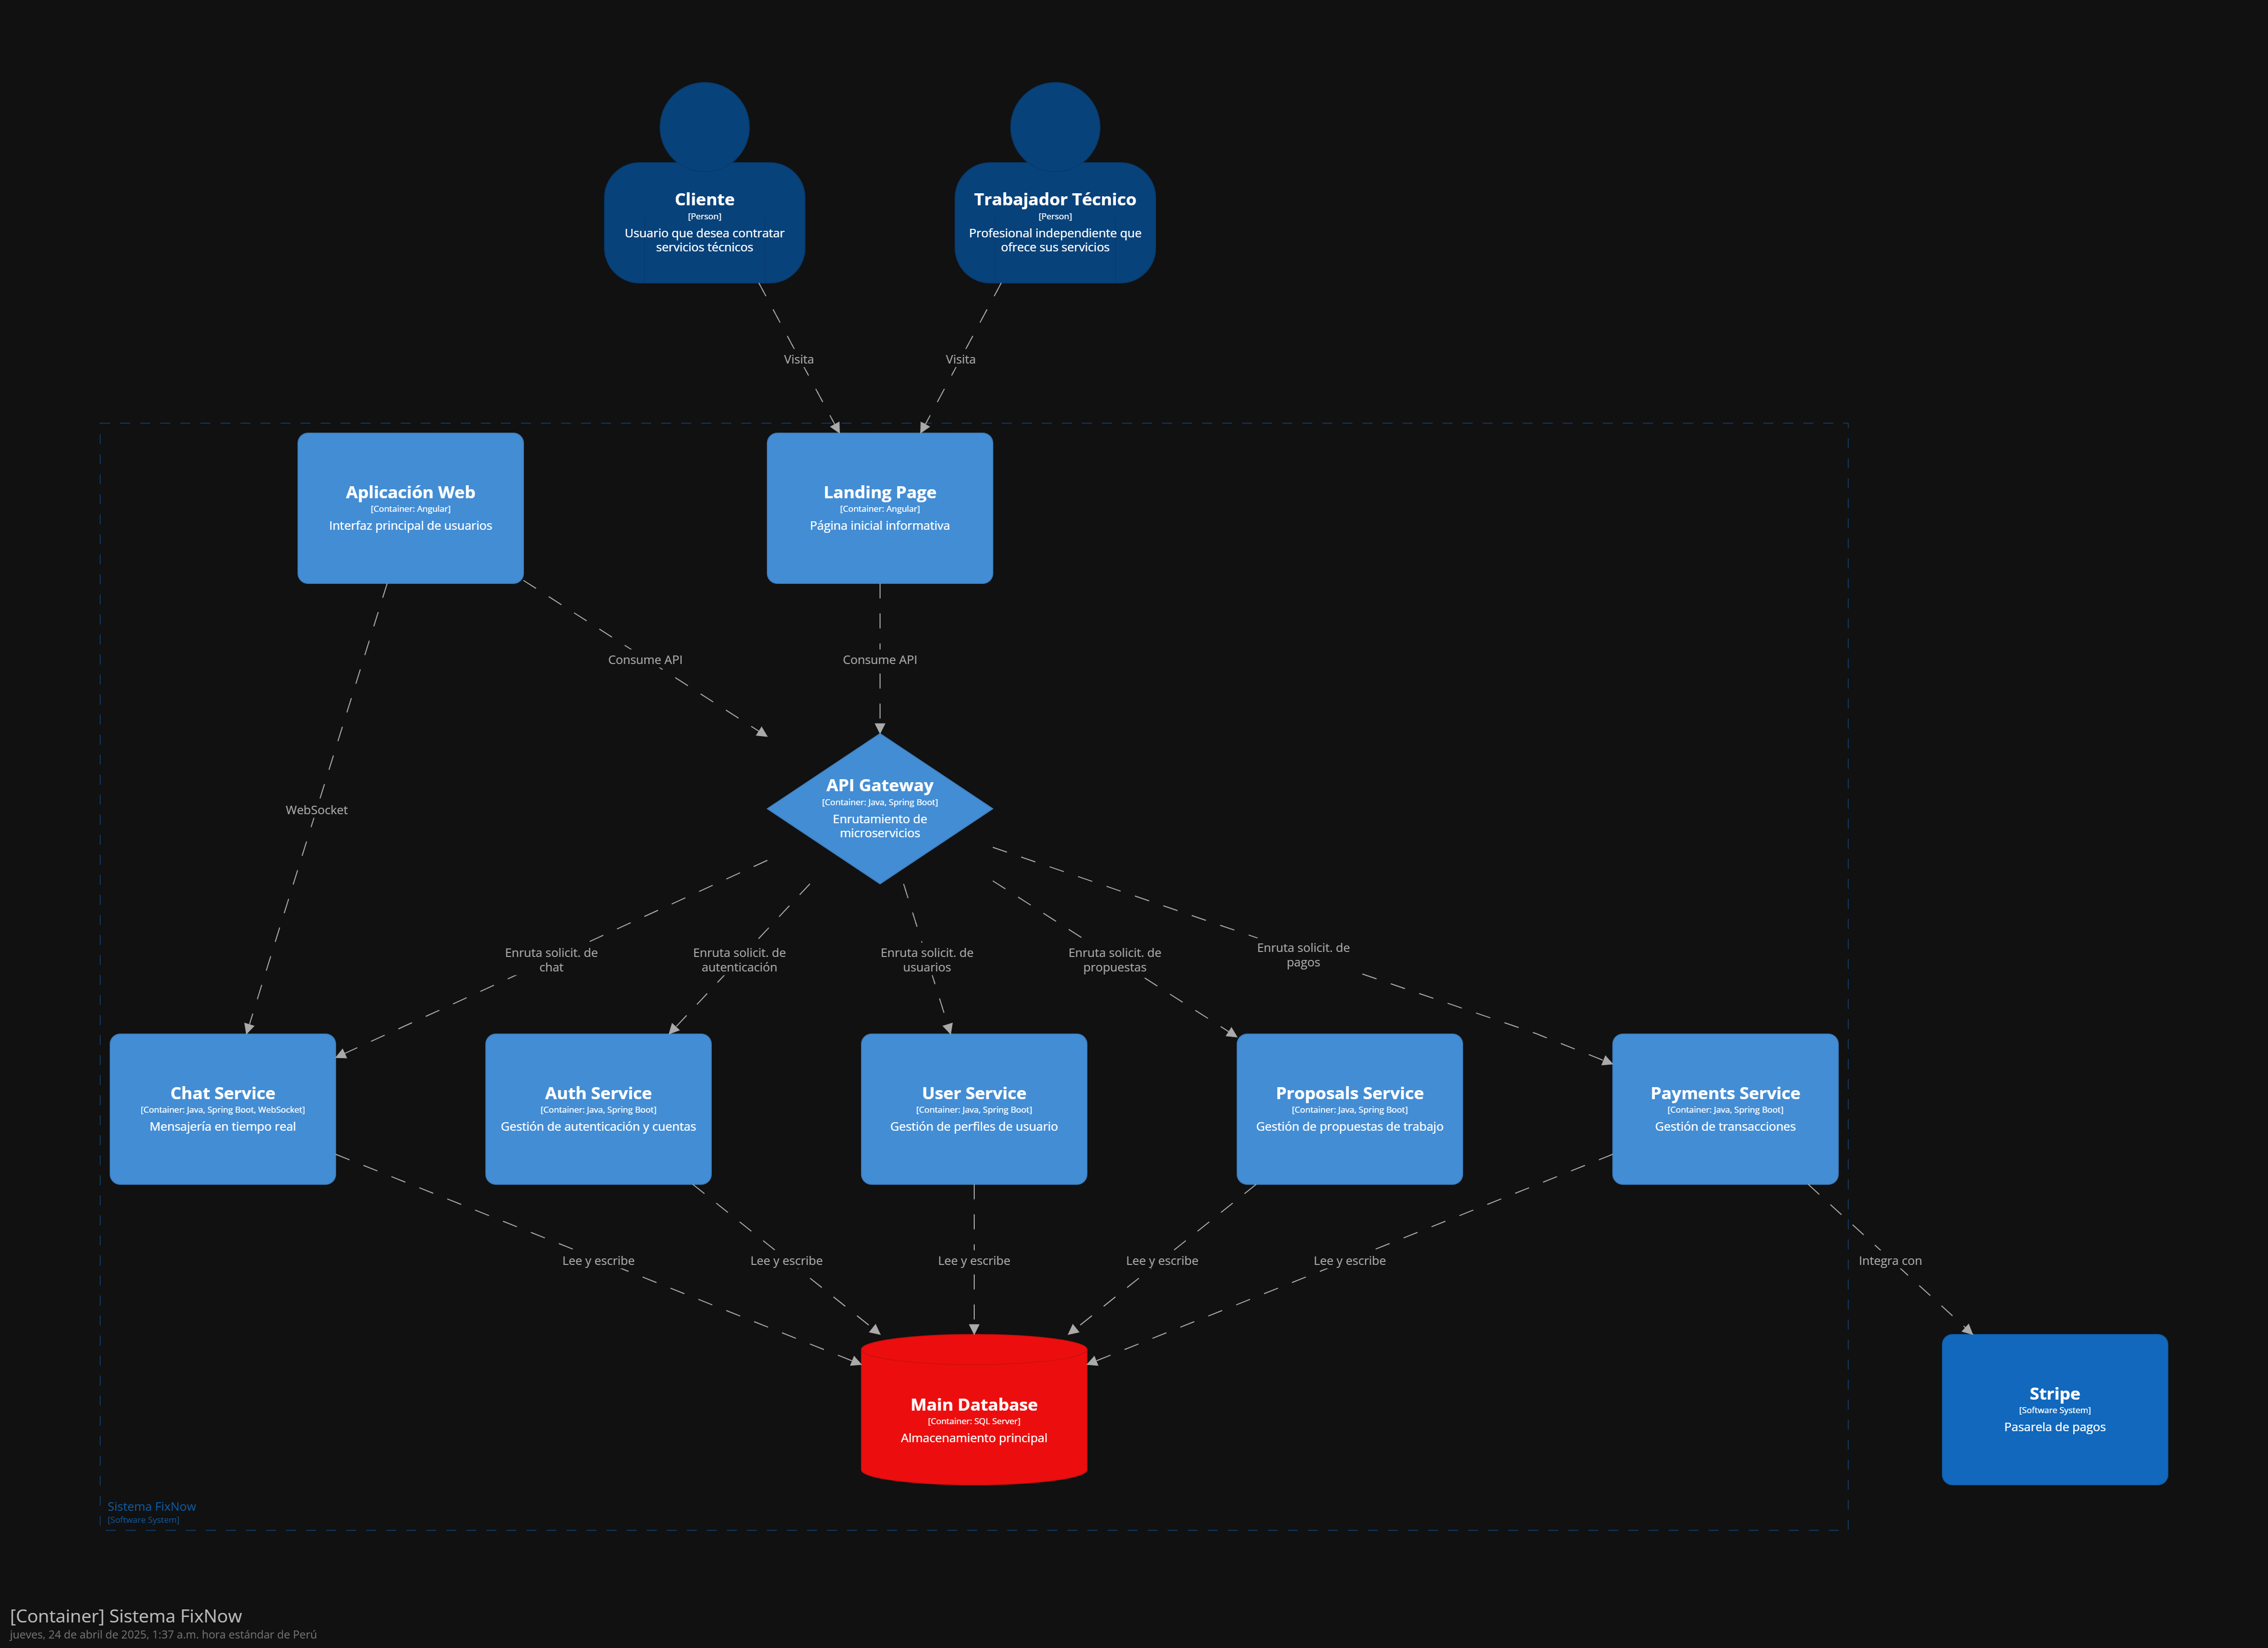 Cliente
[Person]
Usuario que desea contratar
servicios técnicos
Trabajador Técnico
[Person]
Profesional independiente que
ofrece sus servicios
Visita
Visita
Aplicación Web
[Container: Angular]
Interfaz principal de usuarios
Landing Page
[Container: Angular]
Página inicial informativa
Consume API
Consume API
API Gateway
[Container: Java, Spring Boot]
Enrutamiento de
microservicios
WebSocket
Enruta solicit. de
chat
Enruta solicit. de
autenticación
Enruta solicit. de
usuarios
Enruta solicit. de
propuestas
Enruta solicit. de
pagos
Chat Service
[Container: Java, Spring Boot, WebSocket]
Mensajería en tiempo real
Auth Service
[Container: Java, Spring Boot]
Gestión de autenticación y cuentas
User Service
[Container: Java, Spring Boot]
Gestión de perfiles de usuario
Proposals Service
[Container: Java, Spring Boot]
Gestión de propuestas de trabajo
Payments Service
[Container: Java, Spring Boot]
Gestión de transacciones
Lee y escribe
Lee y escribe
Lee y escribe
Lee y escribe
Lee y escribe
Integra con
Main Database
[Container: SQL Server]
Almacenamiento principal
Stripe
[Software System]
Pasarela de pagos
Sistema FixNow
[Software System]
[Container] Sistema FixNow
jueves, 24 de abril de 2025, 1:37 a.m. hora estándar de Perú